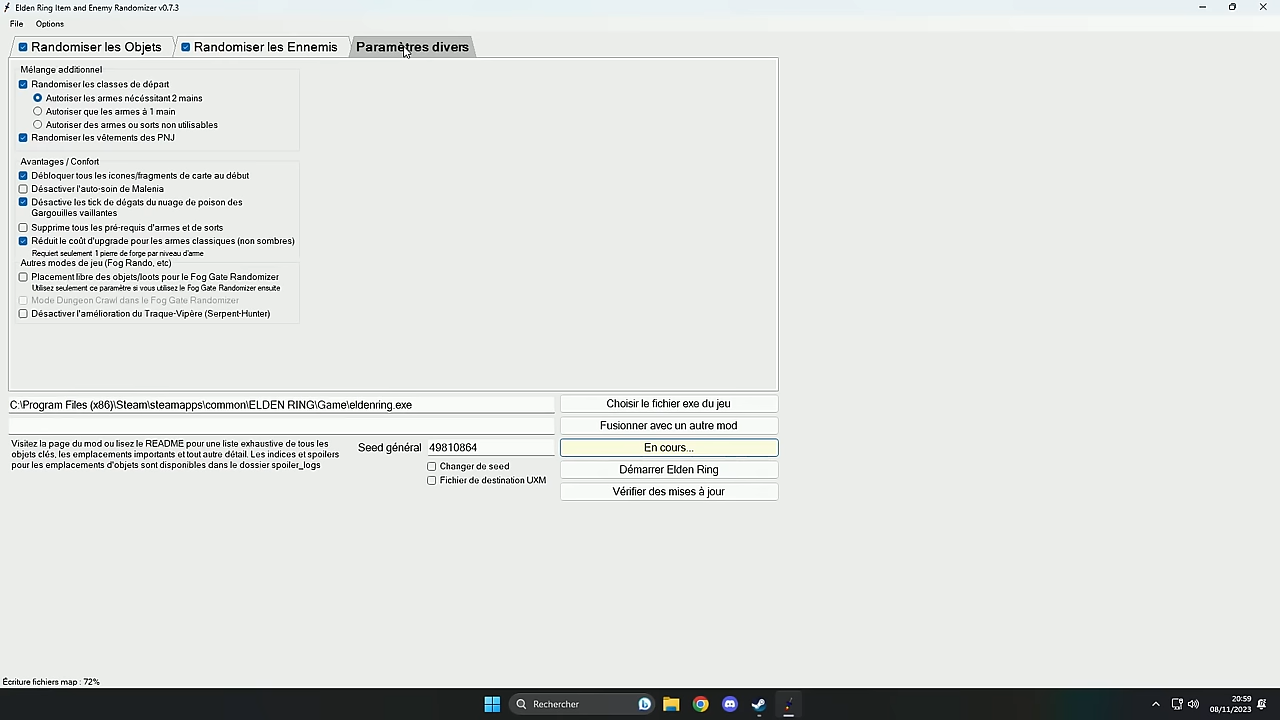 Elden Ring Item and Enemy Randomizer v0.7.3
File Options
Randomiser les Objets Randomiser les Ennemis Paramètres divers
Mélange additionnel
Randomiser les classes de départ
Autoriser les armes nécéssitant 2 mains
Autoriser que les armes à 1 main
Autoriser des armes ou sorts non utilisables
Randomiser les vêtements des PNJ
Avantages / Confort
Débloquer tous les icones/fragments de carte au début
Désactiver l'auto-soin de Malenia
Désactive les tick de dégats du nuage de poison des
Gargouilles vaillantes
Supprime tous les pré-requis d'armes et de sorts
Réduit le coût d'upgrade pour les armes classiques (non sombres)
Requiert seulement 1 pierre de forge par niveau d'arme
Autres modes de jeu (Fog Rando, etc)
Placement libre des objets/loots pour le Fog Gate Randomizer
Utilisez seulement ce paramètre si vous utilisez le Fog Gate Randomizer ensuite
Mode Dungeon Crawl dans le Fog Gate Randomizer
Désactiver l'amélioration du Traque-Vipère (Serpent-Hunter)
C:\Program Files (x86)\Steam\steamapps\common\ELDEN RING\Game\eldenring.exe
Choisir le fichier exe du jeu
Fusionner avec un autre mod
Visitez la page du mod ou lisez le README pour une liste exhaustive de tous les
objets clés, les emplacements importants et tout autre détail. Les indices et spoilers
pour les emplacements d'objets sont disponibles dans le dossier spoiler_logs
Seed général 49810864
Changer de seed
Fichier de destination UXM
En cours...
Démarrer Elden Ring
Vérifier des mises à jour
Écriture fichiers map : 72%
Rechercher
20:59
08/11/2023